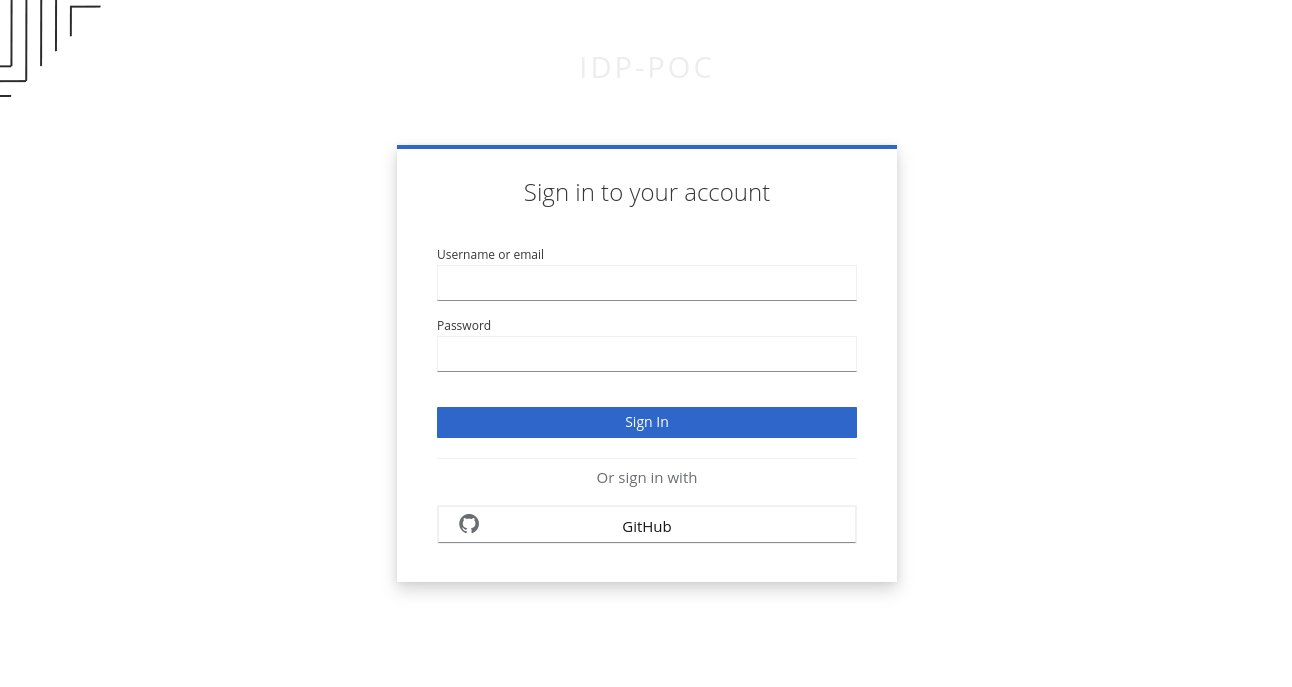 IDP-POC
Sign in to your account
Username or email
Password
Sign In
Or sign in with
GitHub